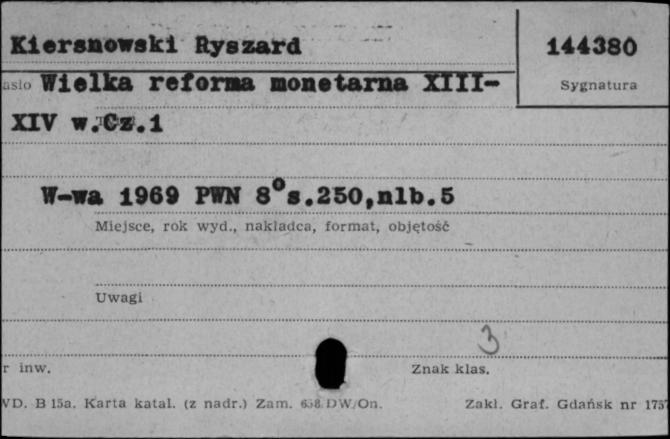 Kiersnowski Ryszard
144380
asło Wielka reforma monetarna XIII-
Sygnatura
XIV w.Cz.1
W-wa 1969 PWN 8°s.250,nlb.5
Miejsce, rok wyd., nakładca, format, objętość
Uwagi
3
r inw.
Znak klas.
VD. B 15a. Karta katal. (z nadr.) Zam. 638 DW/On.
Zakł. Graf. Gdańsk nr 1757